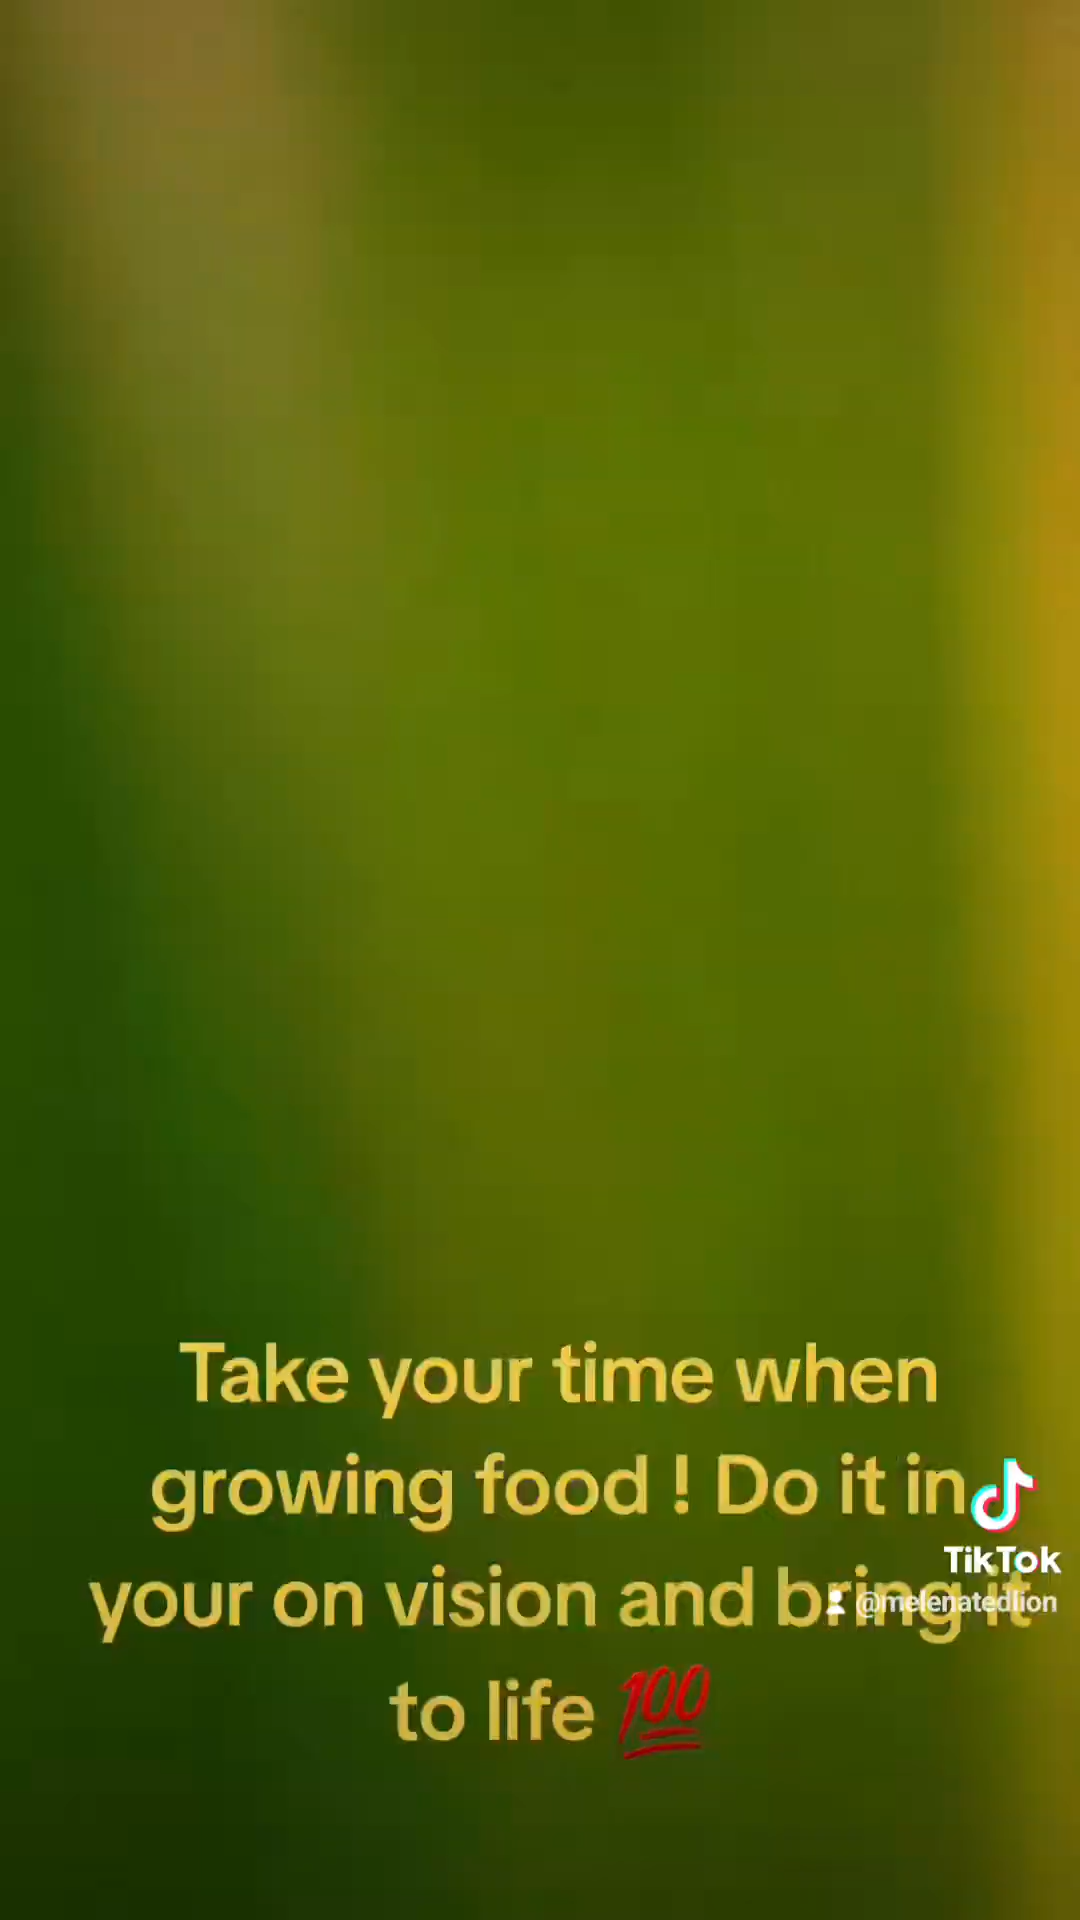 Take your time when
growing food ! Do it in
your on vision and bring it
to life 💯
TikTok
@melenatedlion